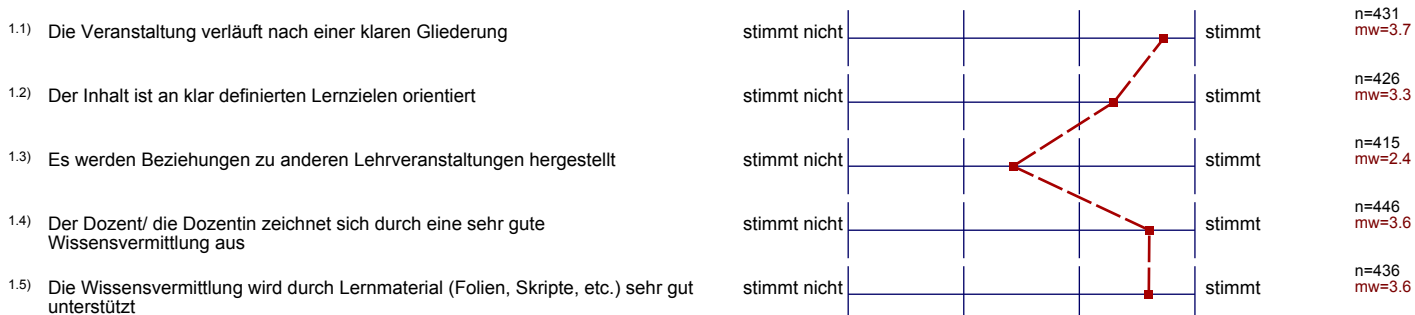 1.1) Die Veranstaltung verläuft nach einer klaren Gliederung stimmt nicht stimmt n=431
mw=3.7
1.2) Der Inhalt ist an klar definierten Lernzielen orientiert stimmt nicht stimmt n=426
mw=3.3
1.3) Es werden Beziehungen zu anderen Lehrveranstaltungen hergestellt stimmt nicht stimmt n=415
mw=2.4
1.4) Der Dozent/ die Dozentin zeichnet sich durch eine sehr gute stimmt nicht stimmt n=446
Wissensvermittlung aus mw=3.6
1.5) Die Wissensvermittlung wird durch Lernmaterial (Folien, Skripte, etc.) sehr gut stimmt nicht stimmt n=436
unterstützt mw=3.6